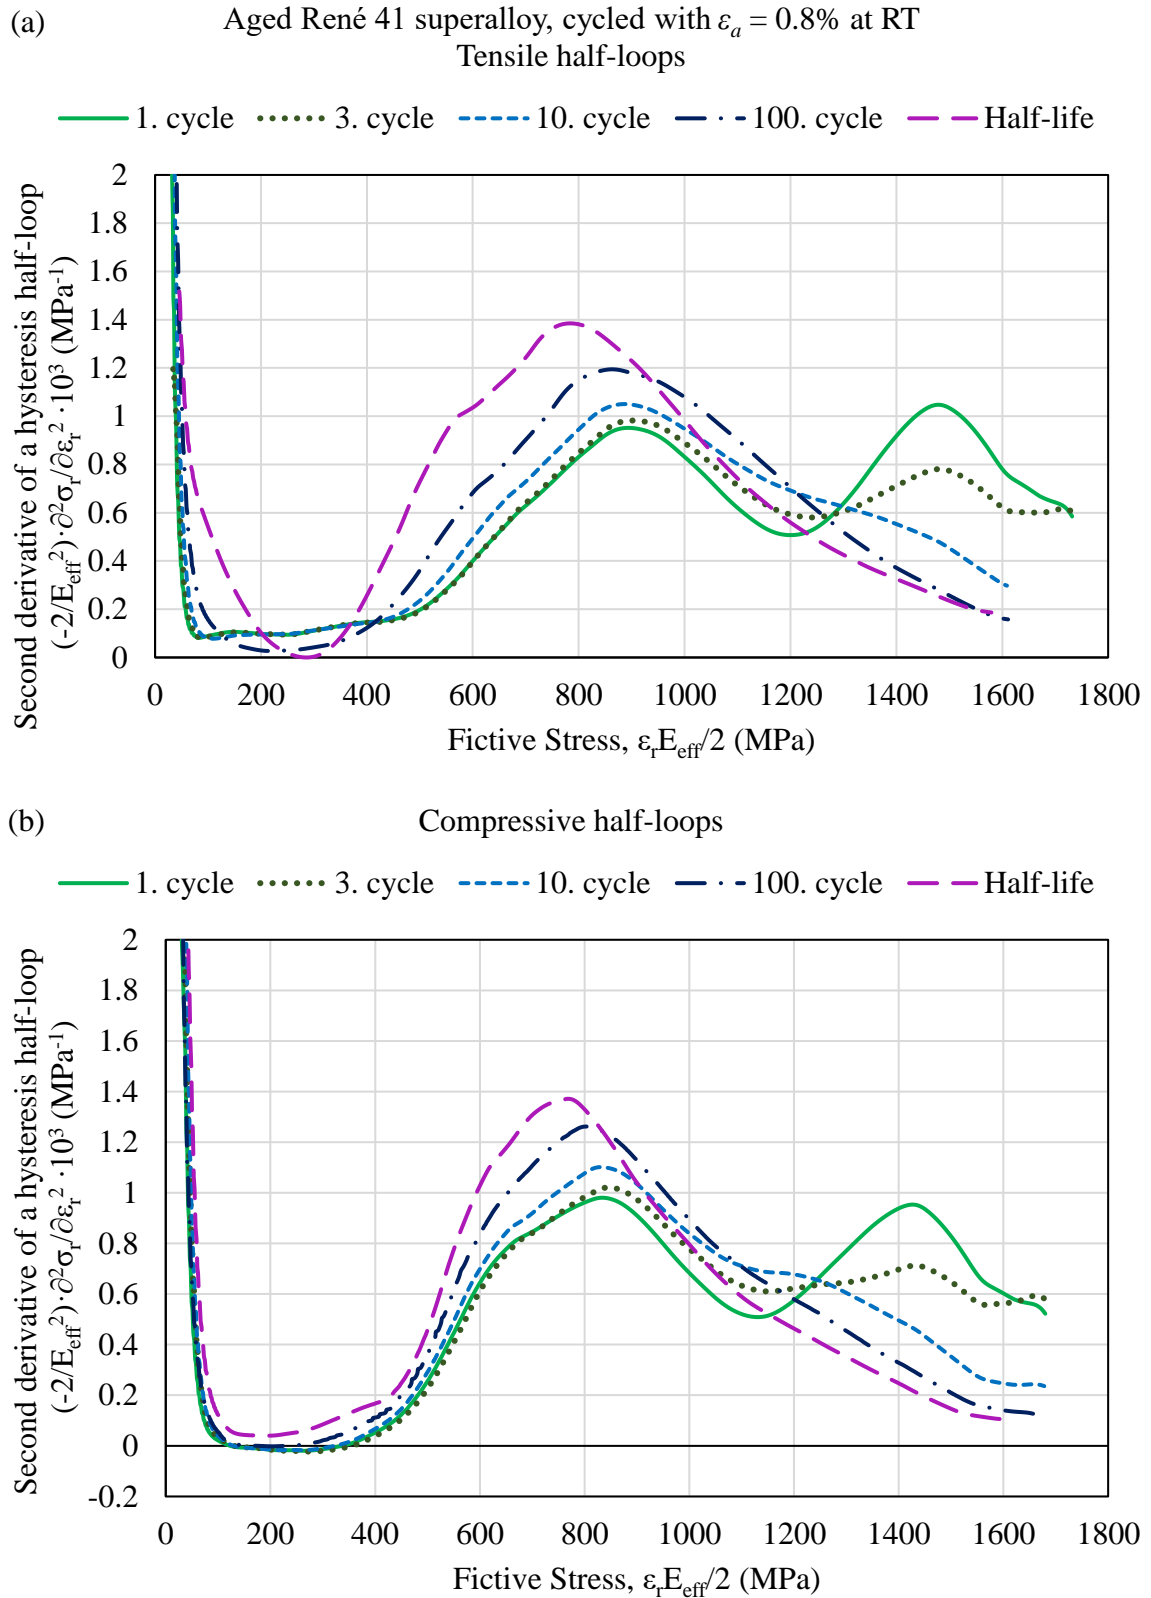 (a)
Aged René 41 superalloy, cycled with εa = 0.8% at RT
Tensile half-loops
1. cycle 3. cycle 10. cycle 100. cycle Half-life
Second derivative of a hysteresis half-loop
(-2/Eeff²)·∂²σr/∂εr² ·10³ (MPa⁻¹)
2
1.8
1.6
1.4
1.2
1
0.8
0.6
0.4
0.2
0
0 200 400 600 800 1000 1200 1400 1600 1800
Fictive Stress, εrEeff/2 (MPa)
(b)
Compressive half-loops
1. cycle 3. cycle 10. cycle 100. cycle Half-life
Second derivative of a hysteresis half-loop
(-2/Eeff²)·∂²σr/∂εr² ·10³ (MPa⁻¹)
2
1.8
1.6
1.4
1.2
1
0.8
0.6
0.4
0.2
0
-0.2
0 200 400 600 800 1000 1200 1400 1600 1800
Fictive Stress, εrEeff/2 (MPa)